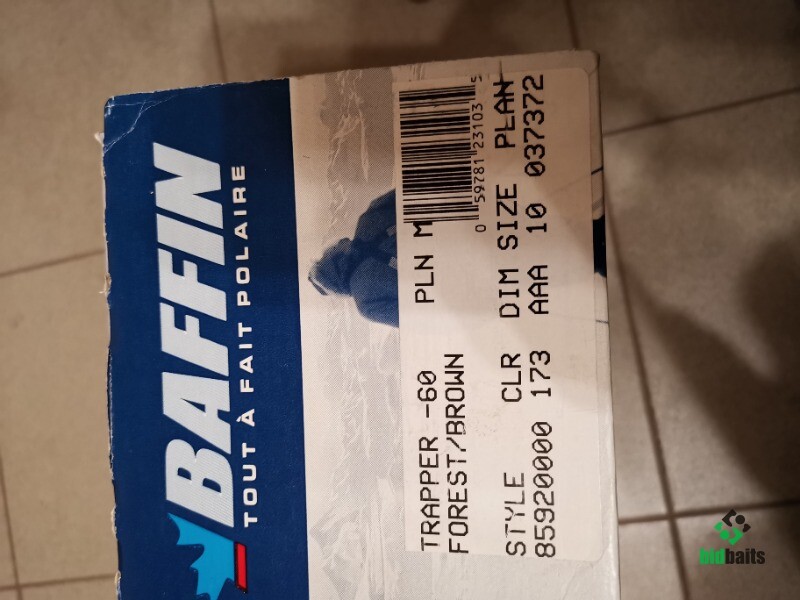 BAFFIN
TOUT À FAIT POLAIRE
TRAPPER -60 PLN M
FOREST/BROWN
0 59781 23103 5
STYLE CLR DIM SIZE PLAN
85920000 173 AAA 10 037372
bidbaits